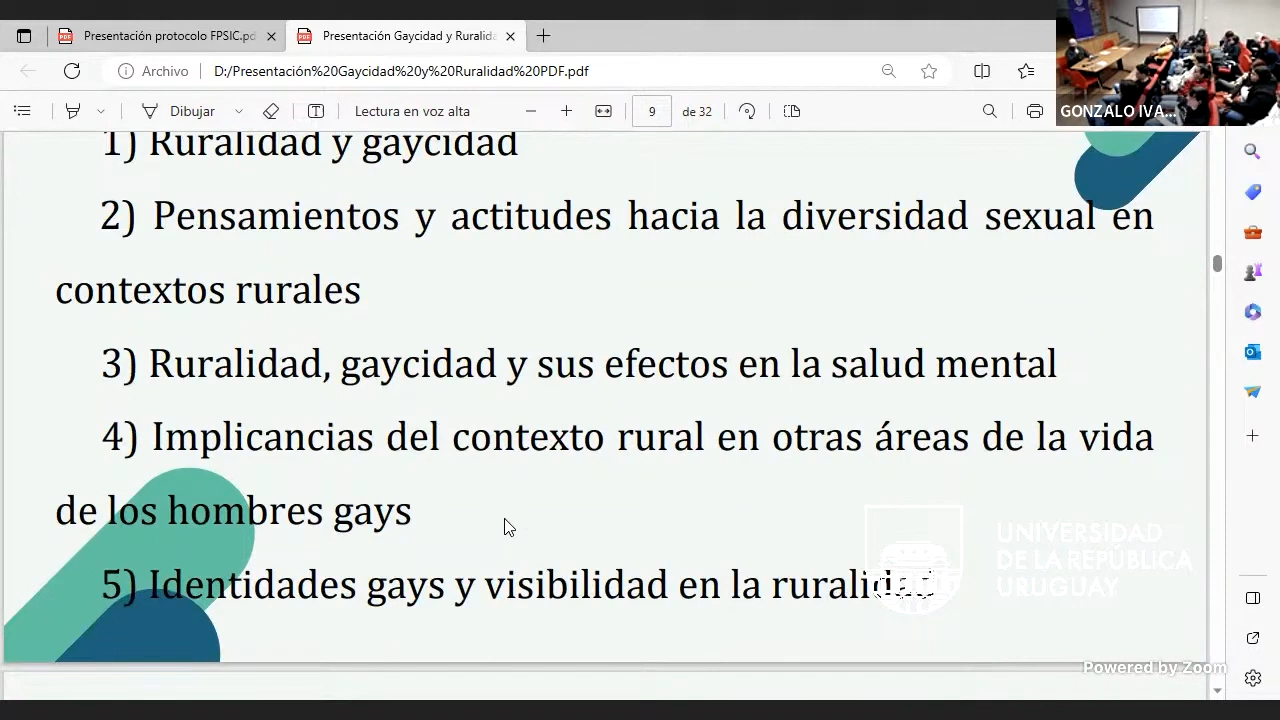 Presentación protocolo FPSIC.pd
Presentación Gaycidad y Ruralida
Archivo
D:/Presentación%20Gaycidad%20y%20Ruralidad%20PDF.pdf
GONZALO IVA...
Dibujar
Lectura en voz alt
9
de 32
1) Ruralidad y gaycidad
2) Pensamientos y actitudes hacia la diversidad sexual en
contextos rurales
3) Ruralidad, gaycidad y sus efectos en la salud mental
4) Implicancias del contexto rural en otras áreas de la vida
de los hombres gays
5) Identidades gays y visibilidad en la ruralidad
UNIVERSIDAD
DE LA REPÚBLICA
URUGUAY
Powered by Zoom